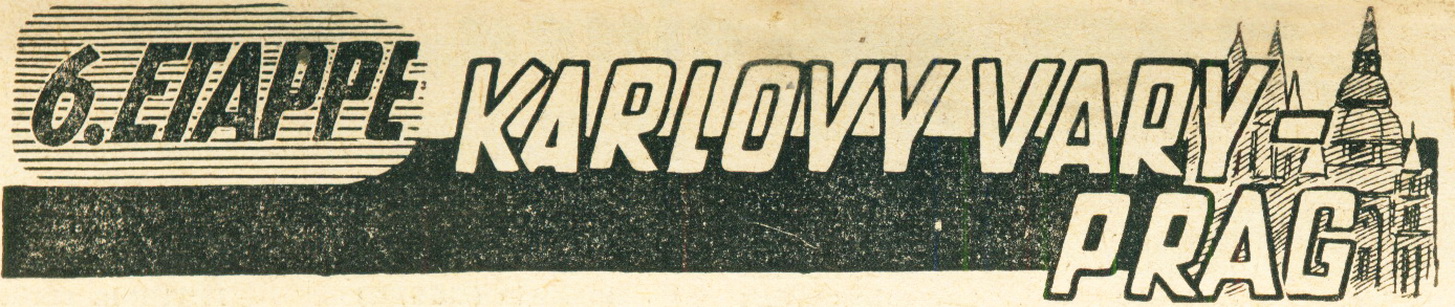 6. ETAPPE
KARLOVY VARY-
PRAG